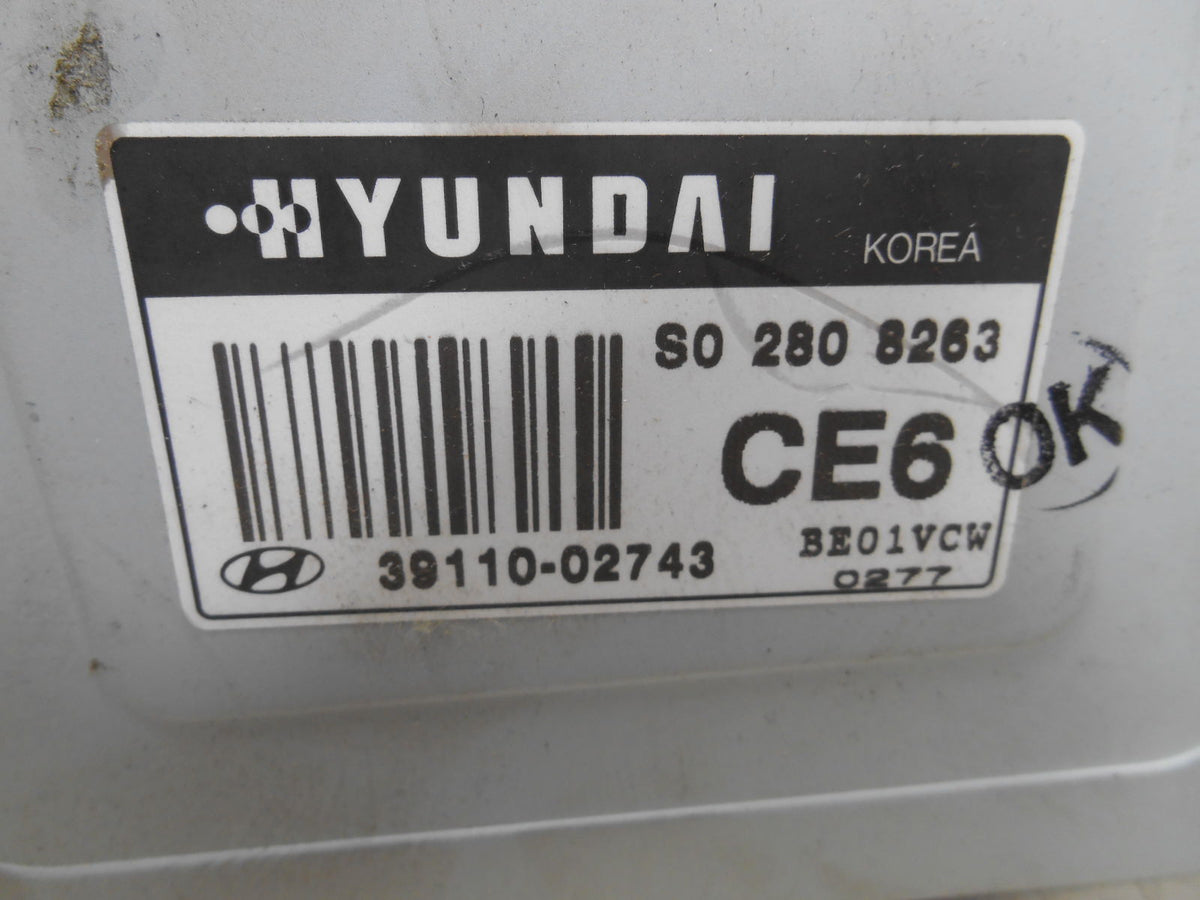 HYUNDAI
KOREA
S0 280 8263
CE6
OK
39110-02743
BE01VCW
0277